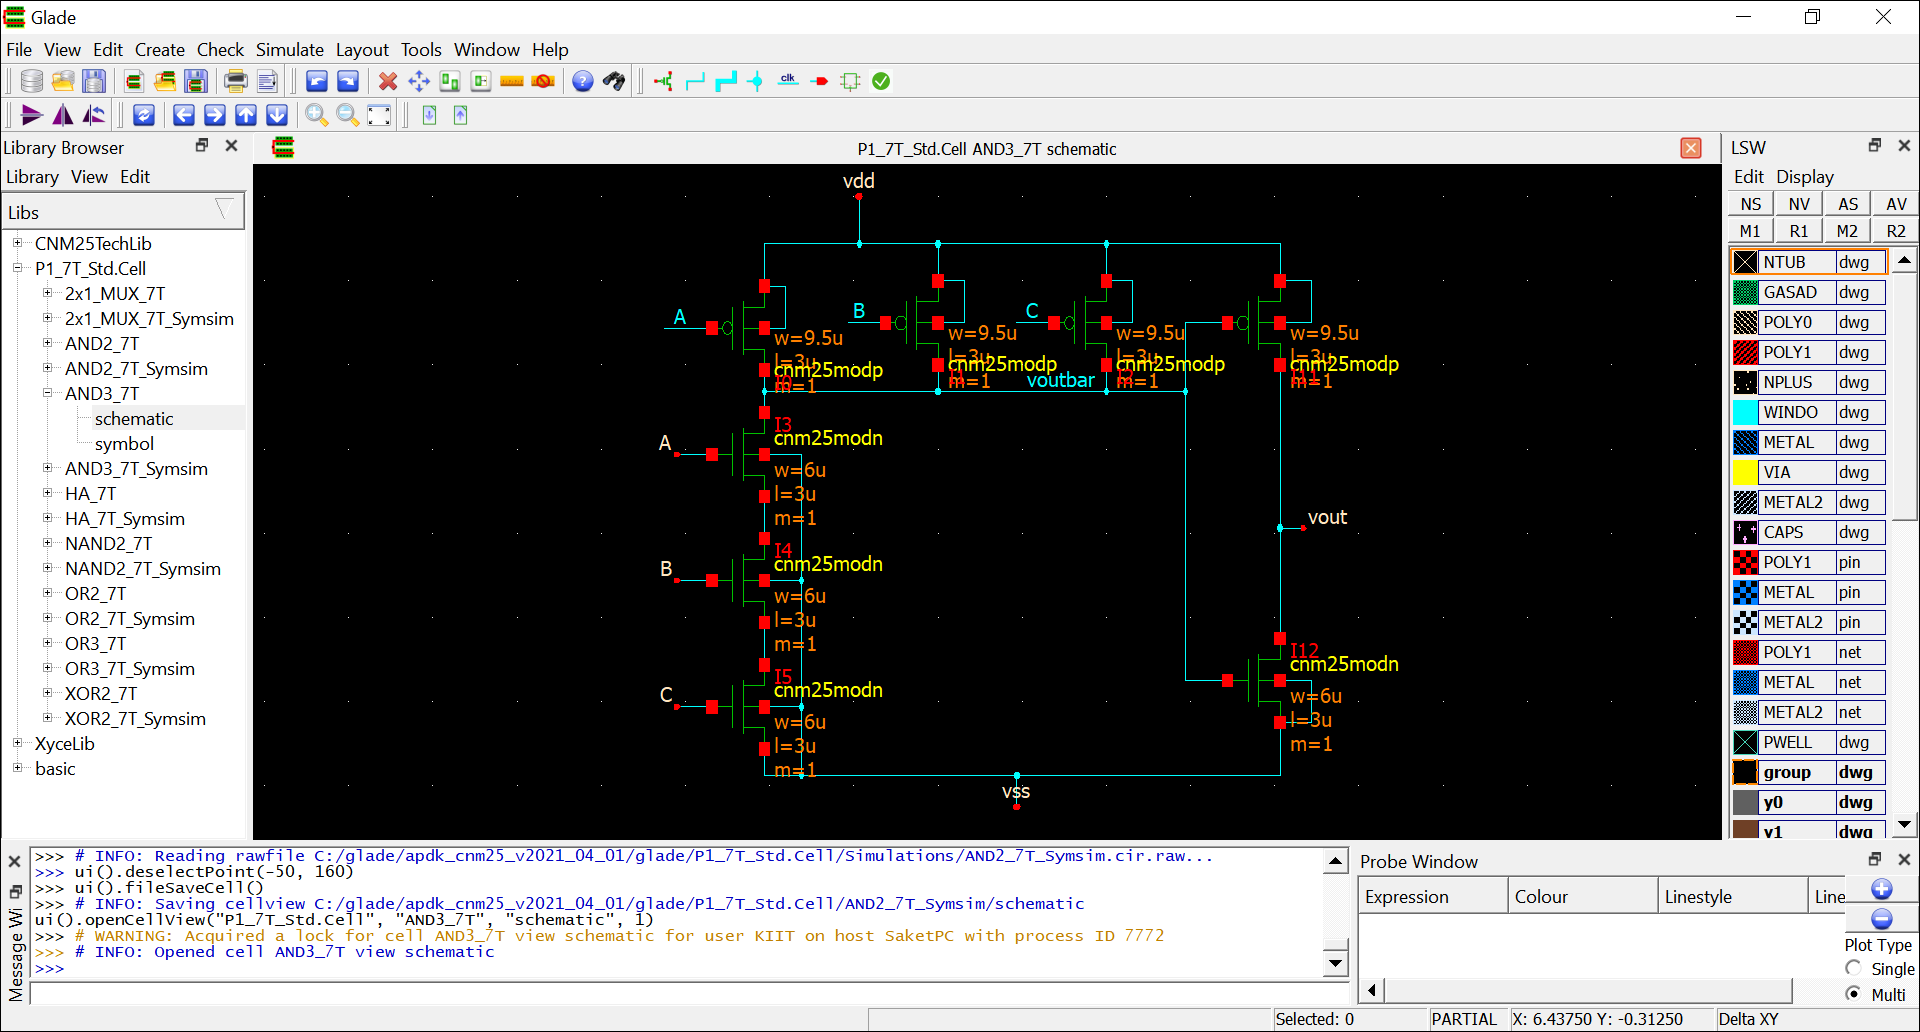 Glade
File View Edit Create Check Simulate Layout Tools Window Help
clk
Library Browser
Library View Edit
Libs
CNM25TechLib
P1_7T_Std.Cell
2x1_MUX_7T
2x1_MUX_7T_Symsim
AND2_7T
AND2_7T_Symsim
AND3_7T
schematic
symbol
AND3_7T_Symsim
HA_7T
HA_7T_Symsim
NAND2_7T
NAND2_7T_Symsim
OR2_7T
OR2_7T_Symsim
OR3_7T
OR3_7T_Symsim
XOR2_7T
XOR2_7T_Symsim
XyceLib
basic
P1_7T_Std.Cell AND3_7T schematic
vdd
A
w=9.5u
l=3u
cnm25modp
I0
m=1
B
w=9.5u
l=3u
cnm25modp
I1
m=1
C
w=9.5u
l=3u
cnm25modp
I2
m=1
w=9.5u
l=3u
cnm25modp
I11
m=1
voutbar
A
I3
cnm25modn
w=6u
l=3u
m=1
B
I4
cnm25modn
w=6u
l=3u
m=1
C
I5
cnm25modn
w=6u
l=3u
m=1
vout
I12
cnm25modn
w=6u
l=3u
m=1
vss
LSW
Edit Display
NS NV AS AV
M1 R1 M2 R2
NTUB dwg
GASAD dwg
POLY0 dwg
POLY1 dwg
NPLUS dwg
WINDO dwg
METAL dwg
VIA dwg
METAL2 dwg
CAPS dwg
POLY1 pin
METAL pin
METAL2 pin
POLY1 net
METAL net
METAL2 net
PWELL dwg
group dwg
y0 dwg
y1 dwg
Message Wi
>>> # INFO: Reading rawfile C:/glade/apdk_cnm25_v2021_04_01/glade/P1_7T_Std.Cell/Simulations/AND2_7T_Symsim.cir.raw...
>>> ui().deselectPoint(-50, 160)
>>> ui().fileSaveCell()
>>> # INFO: Saving cellview C:/glade/apdk_cnm25_v2021_04_01/glade/P1_7T_Std.Cell/AND2_7T_Symsim/schematic
ui().openCellView("P1_7T_Std.Cell", "AND3_7T", "schematic", 1)
>>> # WARNING: Acquired a lock for cell AND3_7T view schematic for user KIIT on host SaketPC with process ID 7772
>>> # INFO: Opened cell AND3_7T view schematic
>>>
Probe Window
Expression Colour Linestyle Line
Plot Type
Single
Multi
Selected: 0 PARTIAL X: 6.43750 Y: -0.31250 Delta XY